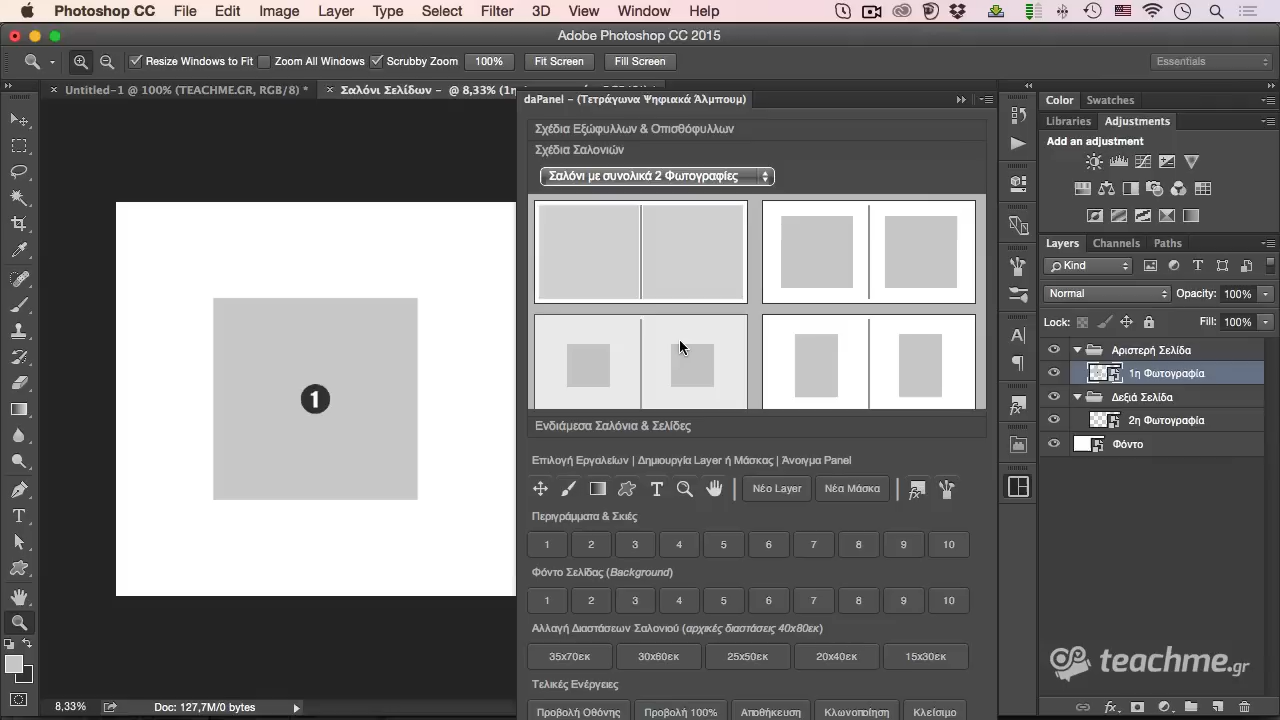 Photoshop CC File Edit Image Layer Type Select Filter 3D View Window Help
Adobe Photoshop CC 2015
Resize Windows to Fit Zoom All Windows Scrubby Zoom 100% Fit Screen Fill Screen Essentials
Untitled-1 @ 100% (TEACHME.GR, RGB/8) *
Σαλόνι Σελίδων - @ 8,33% (1η
daPanel - (Τετράγωνα Ψηφιακά Άλμπουμ)
Σχέδια Εξώφυλλων & Οπισθόφυλλων
Σχέδια Σαλονιών
Σαλόνι με συνολικά 2 Φωτογραφίες
1
Ενδιάμεσα Σαλόνια & Σελίδες
Επιλογή Εργαλείων | Δημιουργία Layer ή Μάσκας | Άνοιγμα Panel
T Νέο Layer Νέα Μάσκα
Περιγράμματα & Σκιές
1 2 3 4 5 6 7 8 9 10
Φόντο Σελίδας (Background)
1 2 3 4 5 6 7 8 9 10
Αλλαγή Διαστάσεων Σαλονιού (αρχικές διαστάσεις 40x80εκ)
35x70εκ 30x60εκ 25x50εκ 20x40εκ 15x30εκ
Τελικές Ενέργειες
Προβολή Οθόνης Προβολή 100% Αποθήκευση Κλωνοποίηση Κλείσιμο
8,33% Doc: 127,7M/0 bytes
Color Swatches
Libraries Adjustments
Add an adjustment
Layers Channels Paths
Kind
Normal Opacity: 100%
Lock: Fill: 100%
Αριστερή Σελίδα
1η Φωτογραφία
Δεξιά Σελίδα
2η Φωτογραφία
Φόντο
teachme.gr